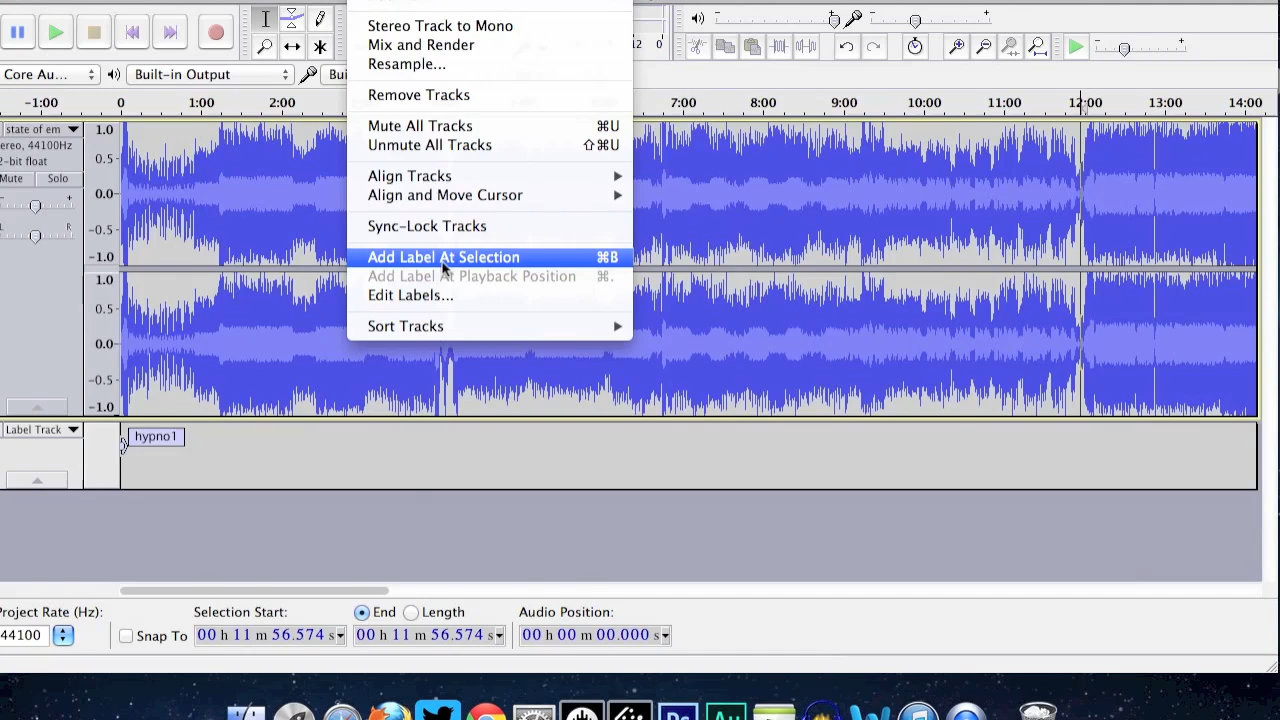 Stereo Track to Mono
Mix and Render
Resample...
Remove Tracks
Mute All Tracks ⌘U
Unmute All Tracks ⇧⌘U
Align Tracks
Align and Move Cursor
Sync-Lock Tracks
Add Label At Selection ⌘B
Add Label At Playback Position ⌘.
Edit Labels...
Sort Tracks
12 0
Core Au... Built-in Output Bui
-1:00 0 1:00 2:00 7:00 8:00 9:00 10:00 11:00 12:00 13:00 14:00
state of em
ereo, 44100Hz
2-bit float
Mute Solo
- +
L R
1.0
0.5-
0.0-
-0.5-
-1.0
1.0
0.5-
0.0-
-0.5-
-1.0
Label Track
hypno1
Project Rate (Hz):
44100
Snap To
Selection Start:
00 h 11 m 56.574 s
End Length
00 h 11 m 56.574 s
Audio Position:
00 h 00 m 00.000 s
Ps
Au